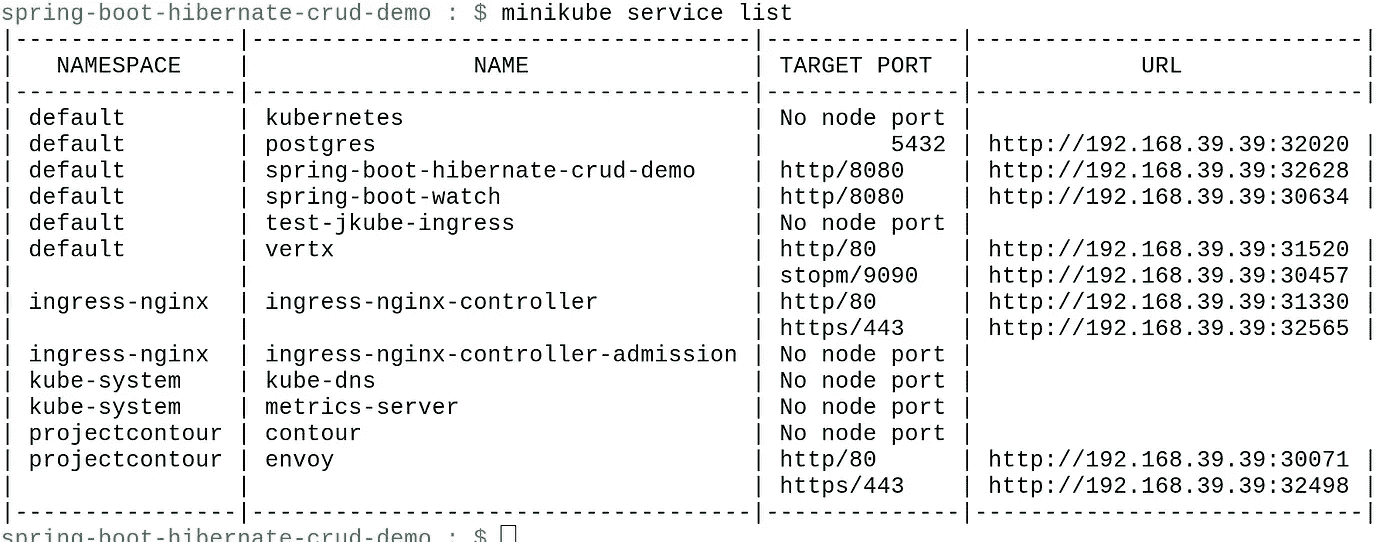 spring-boot-hibernate-crud-demo : $ minikube service list
|----------------|------------------------------------|--------------|----------------------------|
|   NAMESPACE    |                NAME                | TARGET PORT  |            URL             |
|----------------|------------------------------------|--------------|----------------------------|
| default        | kubernetes                         | No node port |
| default        | postgres                           |         5432 | http://192.168.39.39:32020 |
| default        | spring-boot-hibernate-crud-demo    | http/8080    | http://192.168.39.39:32628 |
| default        | spring-boot-watch                  | http/8080    | http://192.168.39.39:30634 |
| default        | test-jkube-ingress                 | No node port |
| default        | vertx                              | http/80      | http://192.168.39.39:31520 |
|                |                                    | stopm/9090   | http://192.168.39.39:30457 |
| ingress-nginx  | ingress-nginx-controller           | http/80      | http://192.168.39.39:31330 |
|                |                                    | https/443    | http://192.168.39.39:32565 |
| ingress-nginx  | ingress-nginx-controller-admission | No node port |
| kube-system    | kube-dns                           | No node port |
| kube-system    | metrics-server                     | No node port |
| projectcontour | contour                            | No node port |
| projectcontour | envoy                              | http/80      | http://192.168.39.39:30071 |
|                |                                    | https/443    | http://192.168.39.39:32498 |
|----------------|------------------------------------|--------------|----------------------------|
spring-boot-hibernate-crud-demo : $